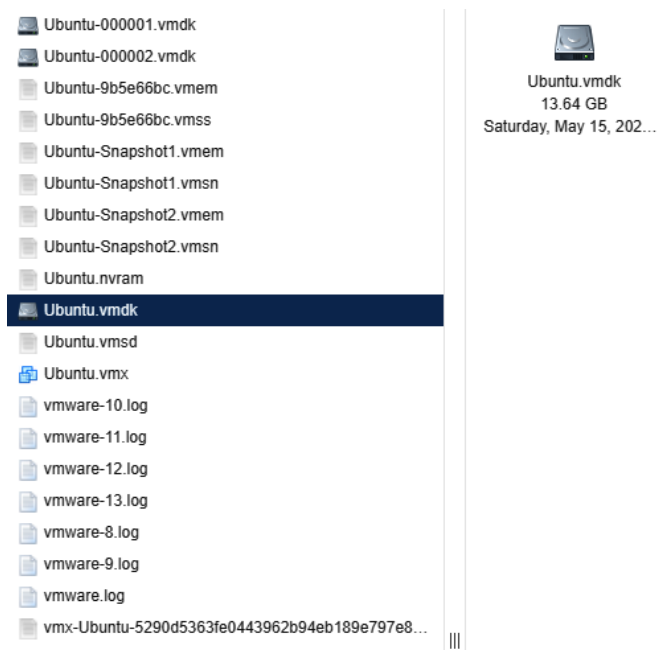 Ubuntu-000001.vmdk
Ubuntu-000002.vmdk
Ubuntu-9b5e66bc.vmem
Ubuntu-9b5e66bc.vmss
Ubuntu-Snapshot1.vmem
Ubuntu-Snapshot1.vmsn
Ubuntu-Snapshot2.vmem
Ubuntu-Snapshot2.vmsn
Ubuntu.nvram
Ubuntu.vmdk
Ubuntu.vmsd
Ubuntu.vmx
vmware-10.log
vmware-11.log
vmware-12.log
vmware-13.log
vmware-8.log
vmware-9.log
vmware.log
vmx-Ubuntu-5290d5363fe0443962b94eb189e797e8...
Ubuntu.vmdk
13.64 GB
Saturday, May 15, 202...